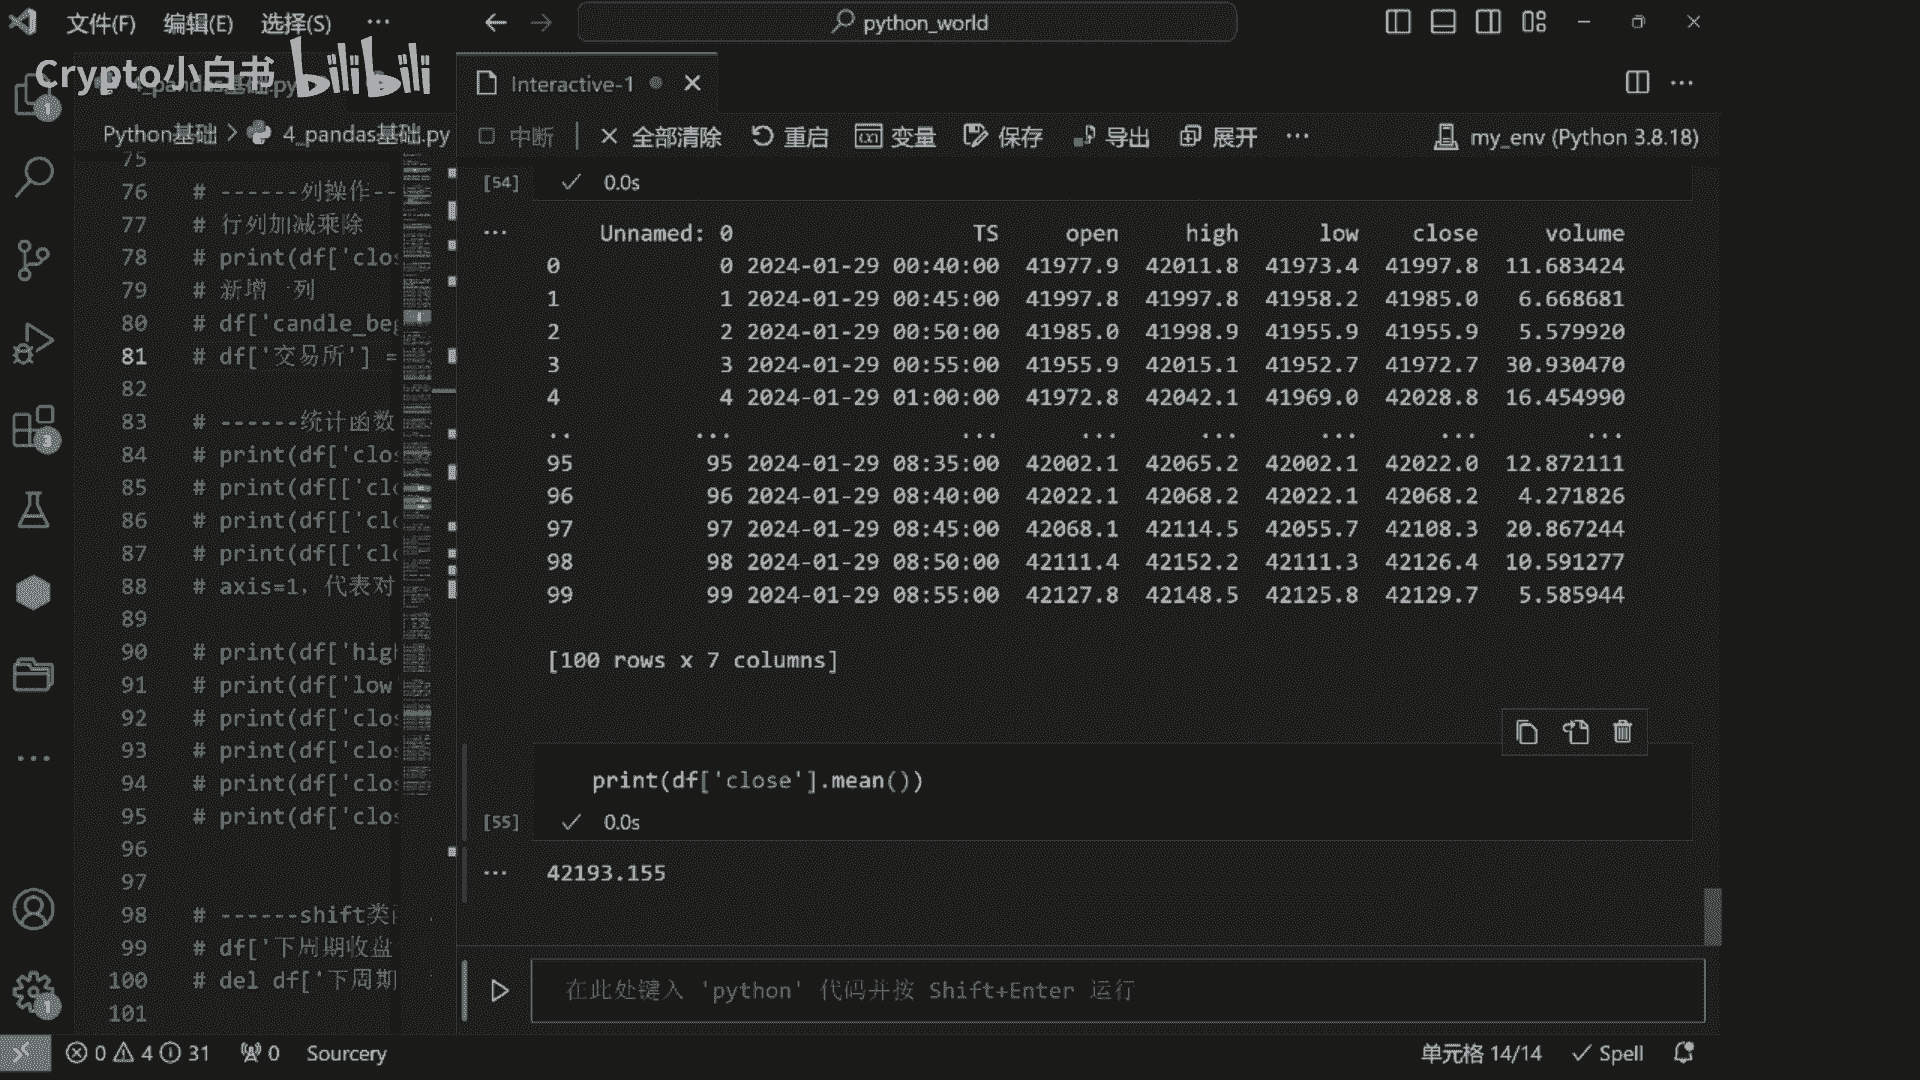 文件(F) 编辑(E) 选择(S) ··· python_world
Crypto小白书 bilibili
4_pandas基础.py
Interactive-1
Python基础 > 4_pandas基础.py
中断 全部清除 重启 变量 保存 导出 展开 ··· my_env (Python 3.8.18)
75
76 # ------列操作--
77 # 行列加减乘除
78 # print(df['clos
79 # 新增一列
80 # df['candle_beg
81 # df['交易所'] =
82
83 # ------统计函数
84 # print(df['clos
85 # print(df[['clo
86 # print(df[['clo
87 # print(df[['clo
88 # axis=1, 代表对
89
90 # print(df['high
91 # print(df['low'
92 # print(df['clos
93 # print(df['clos
94 # print(df['clos
95 # print(df['clos
96
97
98 # ------shift类
99 # df['下周期收盘
100 # del df['下周期
101
[54] 0.0s
Unnamed: 0 TS open high low close volume
0 0 2024-01-29 00:40:00 41977.9 42011.8 41973.4 41997.8 11.683424
1 1 2024-01-29 00:45:00 41997.8 41997.8 41958.2 41985.0 6.668681
2 2 2024-01-29 00:50:00 41985.0 41998.9 41955.9 41955.9 5.579920
3 3 2024-01-29 00:55:00 41955.9 42015.1 41952.7 41972.7 30.930470
4 4 2024-01-29 01:00:00 41972.8 42042.1 41969.0 42028.8 16.454990
.. ... ... ... ... ... ... ...
95 95 2024-01-29 08:35:00 42002.1 42065.2 42002.1 42022.0 12.872111
96 96 2024-01-29 08:40:00 42022.1 42068.2 42022.1 42068.2 4.271826
97 97 2024-01-29 08:45:00 42068.1 42114.5 42055.7 42108.3 20.867244
98 98 2024-01-29 08:50:00 42111.4 42152.2 42111.3 42126.4 10.591277
99 99 2024-01-29 08:55:00 42127.8 42148.5 42125.8 42129.7 5.585944
[100 rows x 7 columns]
print(df['close'].mean())
[55] 0.0s
42193.155
在此处键入 'python' 代码并按 Shift+Enter 运行
1
3
1
0 4 31 0 Sourcery
单元格 14/14 Spell